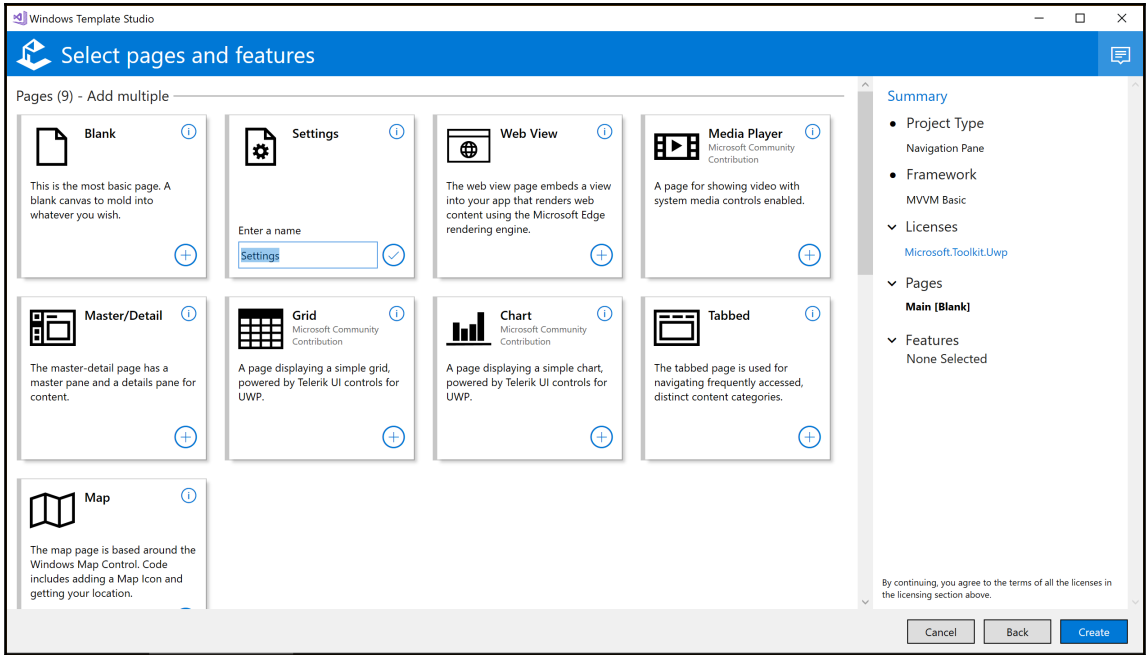 Windows Template Studio
Select pages and features
Pages (9) - Add multiple
Blank
This is the most basic page. A
blank canvas to mold into
whatever you wish.
Settings
Enter a name
Settings
Web View
The web view page embeds a view
into your app that renders web
content using the Microsoft Edge
rendering engine.
Media Player
Microsoft Community
Contribution
A page for showing video with
system media controls enabled.
Master/Detail
The master-detail page has a
master pane and a details pane for
content.
Grid
Microsoft Community
Contribution
A page displaying a simple grid,
powered by Telerik UI controls for
UWP.
Chart
Microsoft Community
Contribution
A page displaying a simple chart,
powered by Telerik UI controls for
UWP.
Tabbed
The tabbed page is used for
navigating frequently accessed,
distinct content categories.
Map
The map page is based around the
Windows Map Control. Code
includes adding a Map Icon and
getting your location.
Summary
Project Type
Navigation Pane
Framework
MVVM Basic
Licenses
Microsoft.Toolkit.Uwp
Pages
Main [Blank]
Features
None Selected
By continuing, you agree to the terms of all the licenses in
the licensing section above.
Cancel
Back
Create